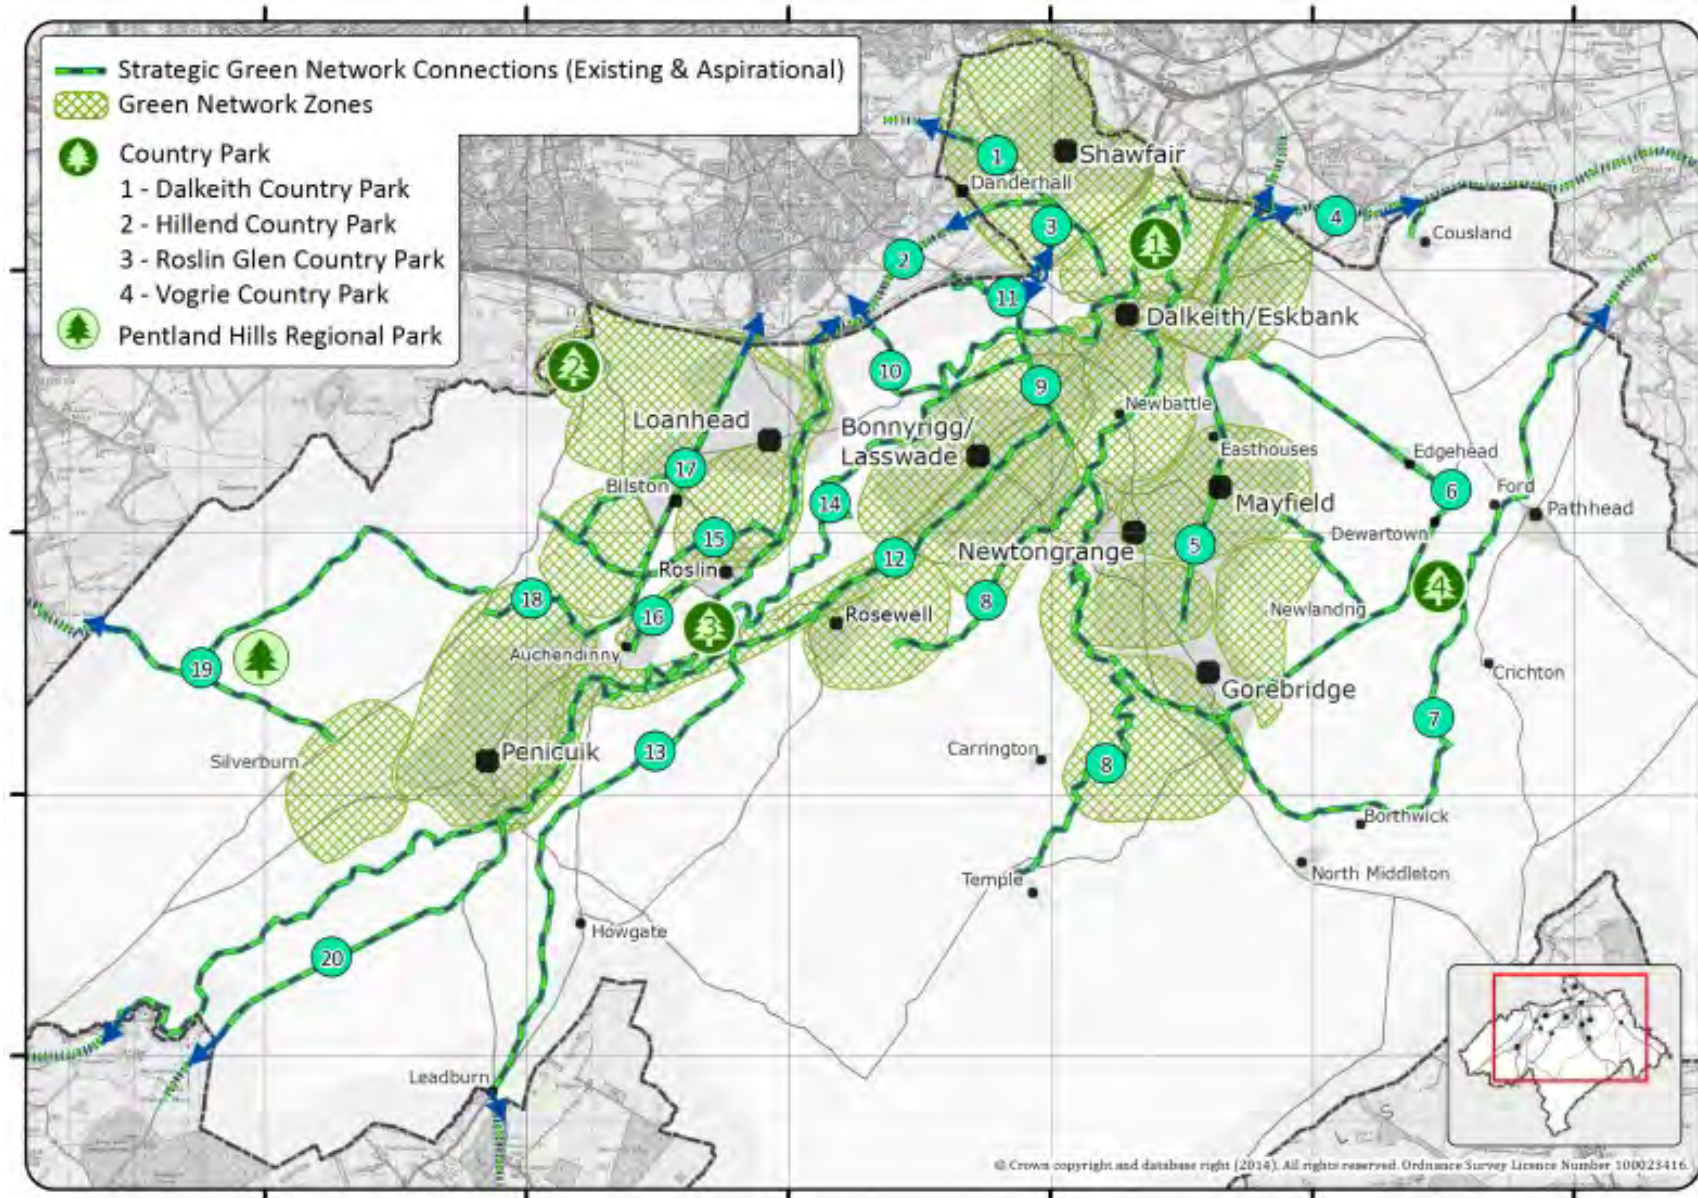 Strategic Green Network Connections (Existing & Aspirational)
Green Network Zones
Country Park
1 - Dalkeith Country Park
2 - Hillend Country Park
3 - Roslin Glen Country Park
4 - Vogrie Country Park
Pentland Hills Regional Park
1
Shawfair
Danderhall
3
1
4
Cousland
2
11
Dalkeith/Eskbank
2
10
9
Newbattle
Loanhead
Bonnyrigg/
Lasswade
Easthouses
Edgehead
17
Bilston
14
Mayfield
6
Ford
Pathhead
15
12
Newtongrange
5
Dewartown
Roslin
18
16
3
Rosewell
8
Newlandrig
4
Auchendinny
19
Crichton
Gorebridge
7
Silverburn
Penicuik
13
Carrington
8
Borthwick
Temple
North Middleton
Howgate
20
Leadburn
© Crown copyright and database right (2014). All rights reserved. Ordnance Survey Licence Number 100023416.